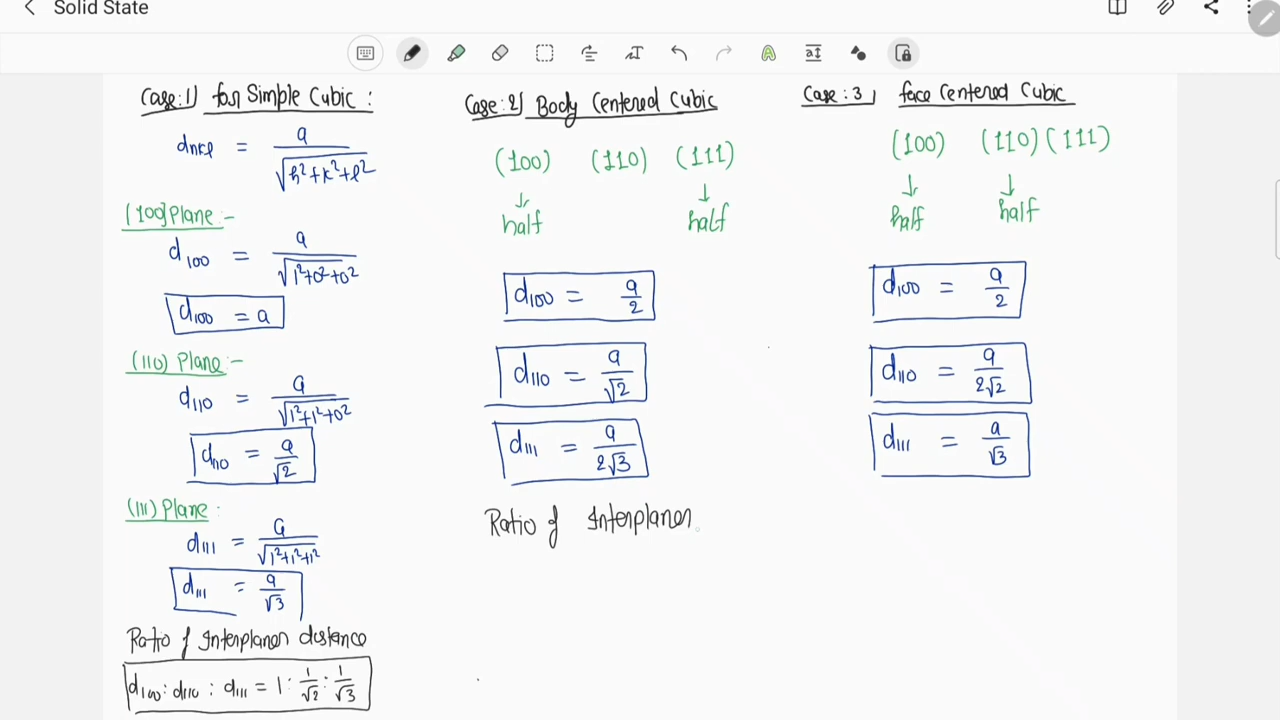 Solid State
Case:1) for Simple Cubic :
dhkl = a / √h²+k²+l²
[100] Plane :-
d100 = a / √1²+0²+0²
d100 = a
(110) Plane :-
d110 = a / √1²+1²+0²
d110 = a / √2
(111) Plane :
d111 = a / √1²+1²+1²
d111 = a / √3
Ratio of Interplaner distance
d100 : d110 : d111 = 1 : 1/√2 : 1/√3
Case:2) Body Centered Cubic
(100) (110) (111)
↓ ↓
half half
d100 = a / 2
d110 = a / √2
d111 = a / 2√3
Ratio of Interplaner
Case:3, face Centered Cubic
(100) (110) (111)
↓ ↓
half half
d100 = a / 2
d110 = a / 2√2
d111 = a / √3